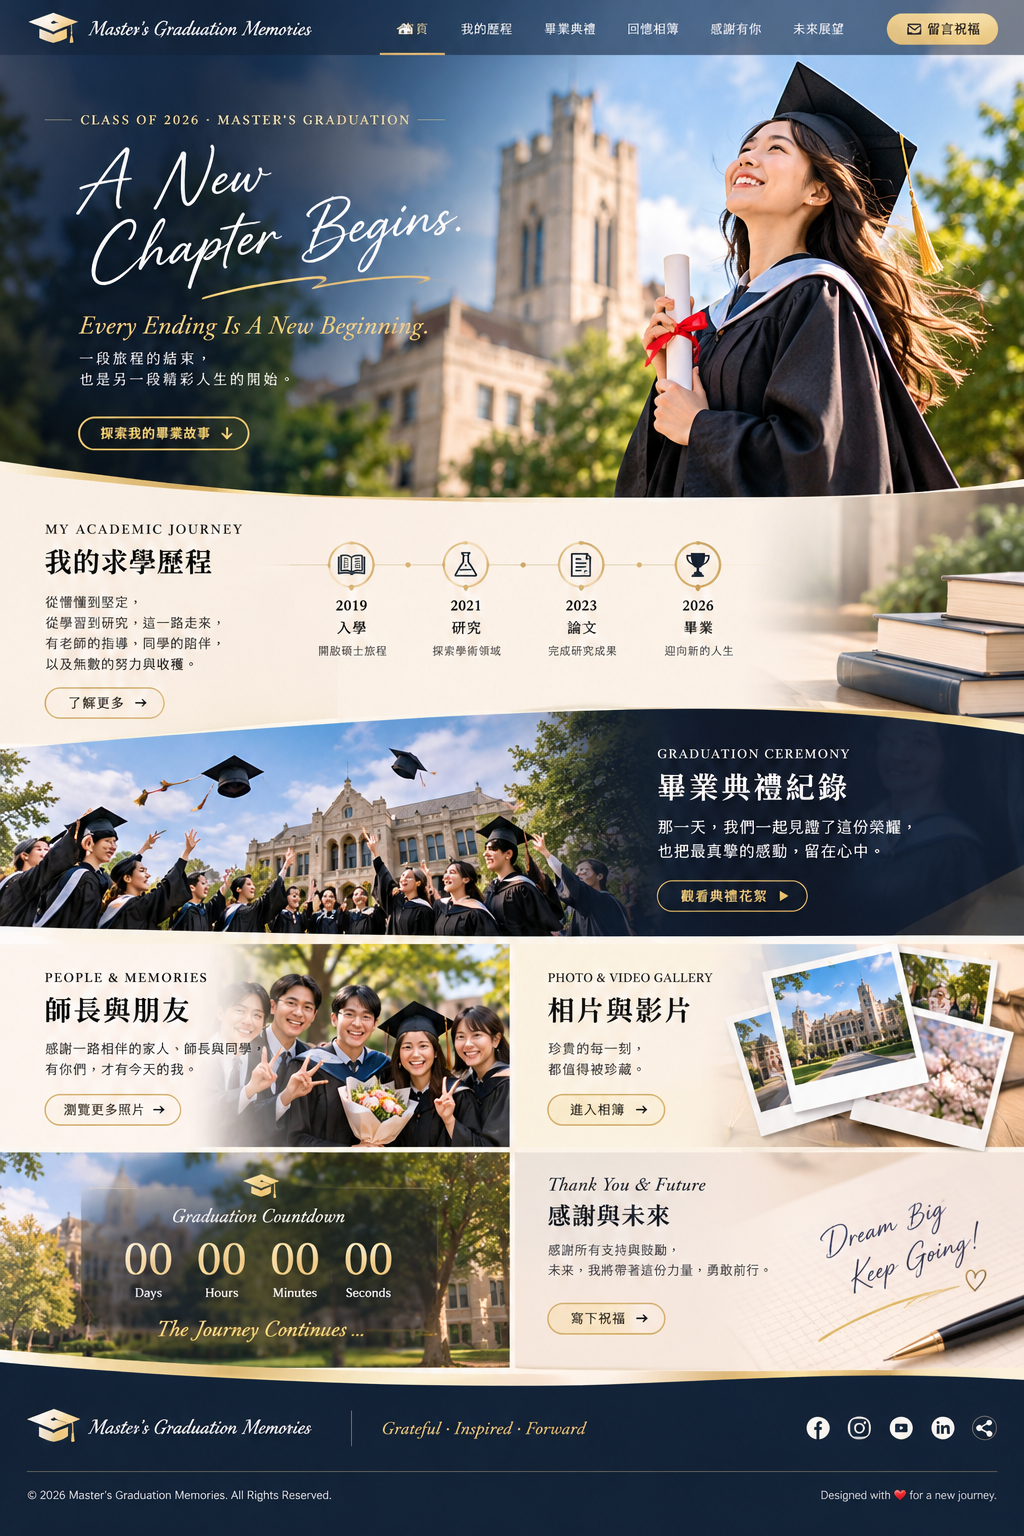 Master's Graduation Memories
首頁
我的歷程
畢業典禮
回憶相簿
感謝有你
未來展望
留言祝福
CLASS OF 2026 · MASTER'S GRADUATION
A New
Chapter Begins.
Every Ending Is A New Beginning.
一段旅程的結束，
也是另一段精彩人生的開始。
探索我的畢業故事 ↓
MY ACADEMIC JOURNEY
我的求學歷程
從懵懂到堅定，
從學習到研究，這一路走來，
有老師的指導，同學的陪伴，
以及無數的努力與收穫。
了解更多 →
2019
入學
開啟碩士旅程
2021
研究
探索學術領域
2023
論文
完成研究成果
2026
畢業
迎向新的人生
GRADUATION CEREMONY
畢業典禮紀錄
那一天，我們一起見證了這份榮耀，
也把最真摯的感動，留在心中。
觀看典禮花絮 ▶
PEOPLE & MEMORIES
師長與朋友
感謝一路相伴的家人、師長與同學，
有你們，才有今天的我。
瀏覽更多照片 →
PHOTO & VIDEO GALLERY
相片與影片
珍貴的每一刻，
都值得被珍藏。
進入相簿 →
Graduation Countdown
00 00 00 00
Days Hours Minutes Seconds
The Journey Continues ...
Thank You & Future
感謝與未來
感謝所有支持與鼓勵，
未來，我將帶著這份力量，勇敢前行。
寫下祝福 →
Dream Big
Keep Going!
Master's Graduation Memories
Grateful · Inspired · Forward
© 2026 Master's Graduation Memories. All Rights Reserved.
Designed with ❤️ for a new journey.